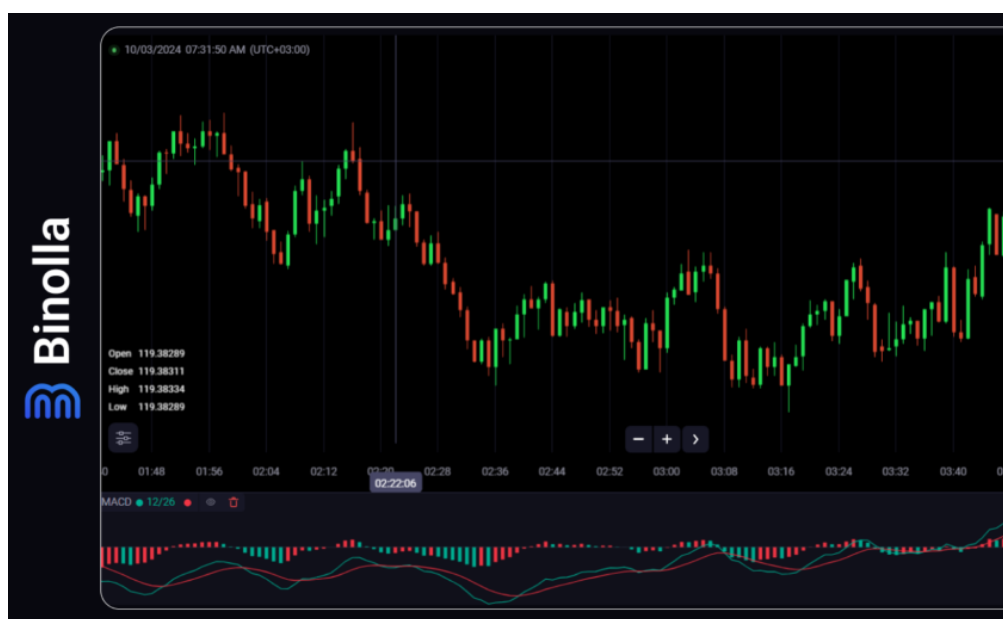 Binolla
10/03/2024 07:31:50 AM (UTC+03:00)
Open 119.38289
Close 119.38311
High 119.38334
Low 119.38289
01:48 01:56 02:04 02:12 02:20 02:28 02:36 02:44 02:52 03:00 03:08 03:16 03:24 03:32 03:40
02:22:06
MACD 12/26